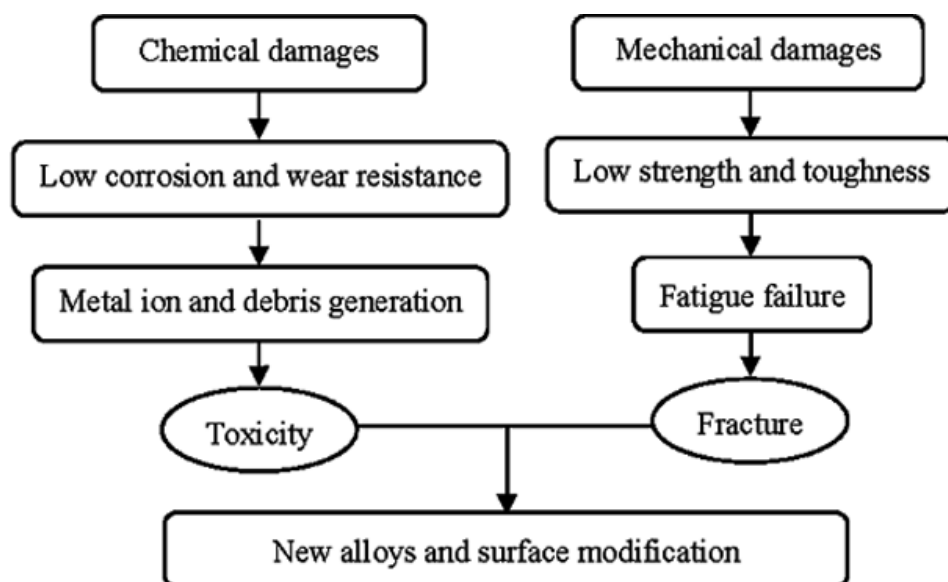 Chemical damages
Mechanical damages
Low corrosion and wear resistance
Low strength and toughness
Metal ion and debris generation
Fatigue failure
Toxicity
Fracture
New alloys and surface modification